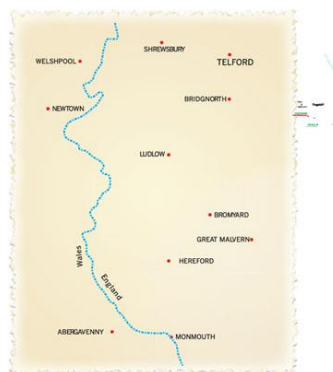 SHREWSBURY
WELSHPOOL
TELFORD
BRIDGNORTH
NEWTOWN
LUDLOW
BROMYARD
GREAT MALVERN
Wales
HEREFORD
England
ABERGAVENNY
MONMOUTH